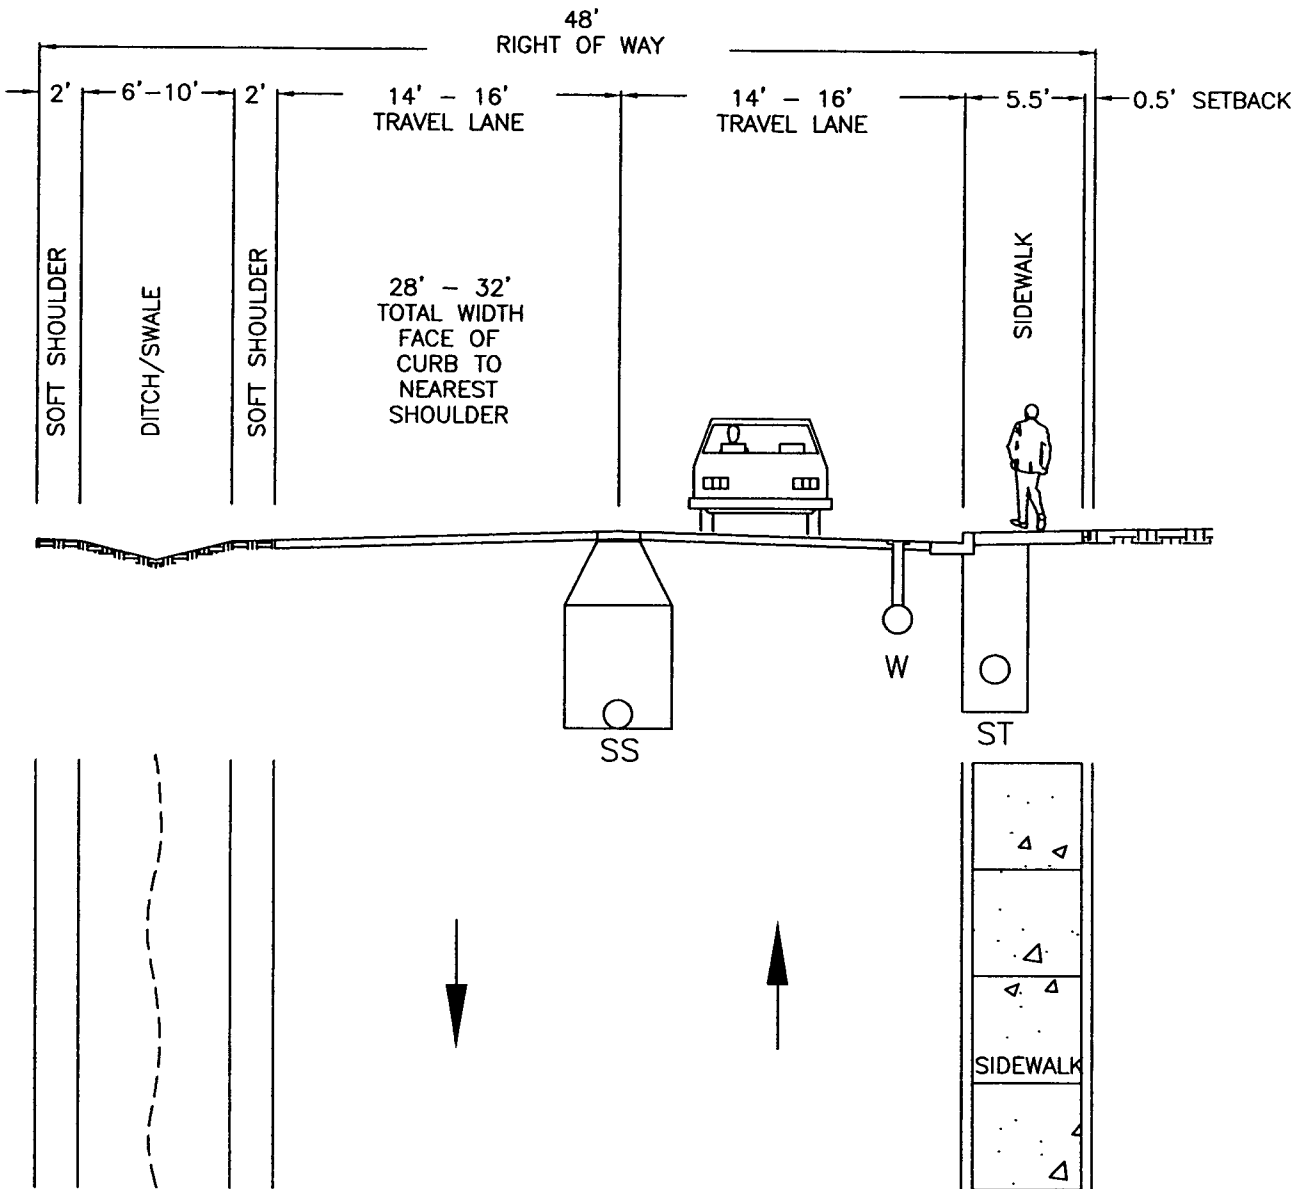 48'
RIGHT OF WAY
2'
6'-10'
2'
14' - 16'
TRAVEL LANE
14' - 16'
TRAVEL LANE
5.5'
0.5' SETBACK
SOFT SHOULDER
DITCH/SWALE
SOFT SHOULDER
28' - 32'
TOTAL WIDTH
FACE OF
CURB TO
NEAREST
SHOULDER
SIDEWALK
W
SS
ST
SIDEWALK